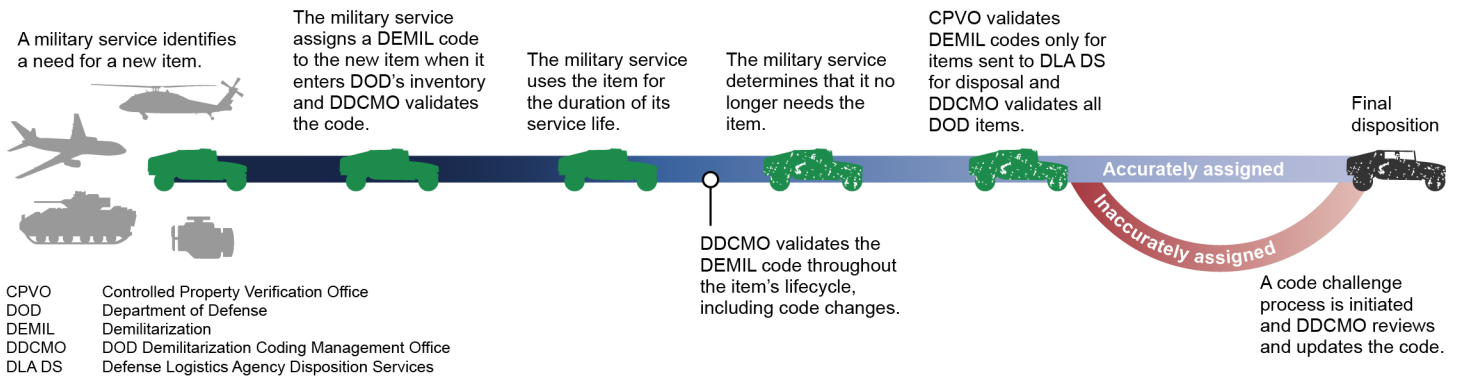 A military service identifies
a need for a new item.
The military service
assigns a DEMIL code
to the new item when it
enters DOD's inventory
and DDCMO validates
the code.
The military service
uses the item for
the duration of its
service life.
The military service
determines that it no
longer needs the
item.
CPVO validates
DEMIL codes only for
items sent to DLA DS
for disposal and
DDCMO validates all
DOD items.
Final
disposition
Accurately assigned
Inaccurately assigned
DDCMO validates the
DEMIL code throughout
the item's lifecycle,
including code changes.
A code challenge
process is initiated
and DDCMO reviews
and updates the code.
CPVO Controlled Property Verification Office
DOD Department of Defense
DEMIL Demilitarization
DDCMO DOD Demilitarization Coding Management Office
DLA DS Defense Logistics Agency Disposition Services